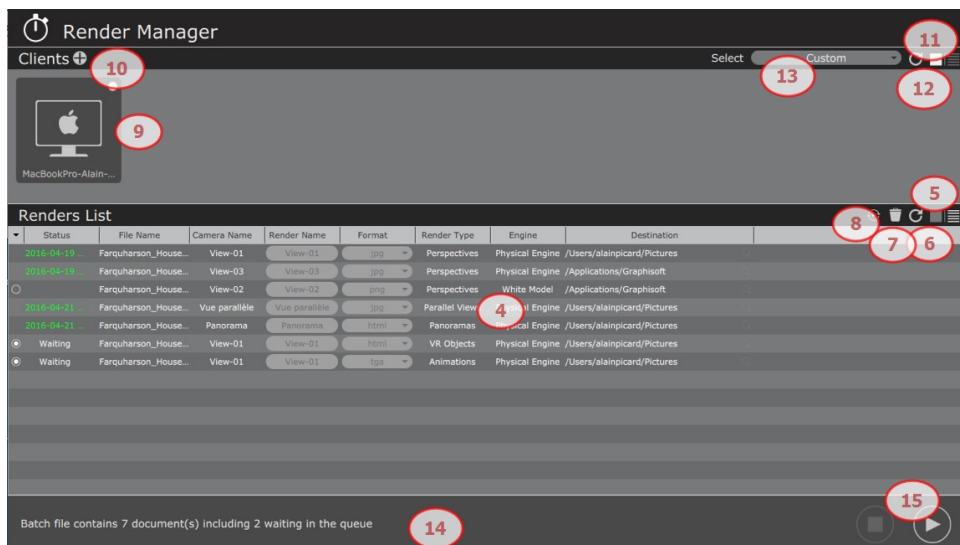 Render Manager
11
Clients
10
Select
Custom
13
12
9
MacBookPro-Alain-...
5
Renders List
8
7
6
Status File Name Camera Name Render Name Format Render Type Engine Destination
2016-04-19 ... Farquharson_House... View-01 View-01 jpg Perspectives Physical Engine /Users/alainpicard/Pictures
2016-04-19 ... Farquharson_House... View-03 View-03 jpg Perspectives Physical Engine /Applications/Graphisoft
Farquharson_House... View-02 View-02 png Perspectives White Model /Applications/Graphisoft
2016-04-21 ... Farquharson_House... Vue parallèle Vue parallèle jpg Parallel View 4 Physical Engine /Users/alainpicard/Pictures
2016-04-21 ... Farquharson_House... Panorama Panorama html Panoramas Physical Engine /Users/alainpicard/Pictures
Waiting Farquharson_House... View-01 View-01 html VR Objects Physical Engine /Users/alainpicard/Pictures
Waiting Farquharson_House... View-01 View-01 tga Animations Physical Engine /Users/alainpicard/Pictures
15
Batch file contains 7 document(s) including 2 waiting in the queue
14